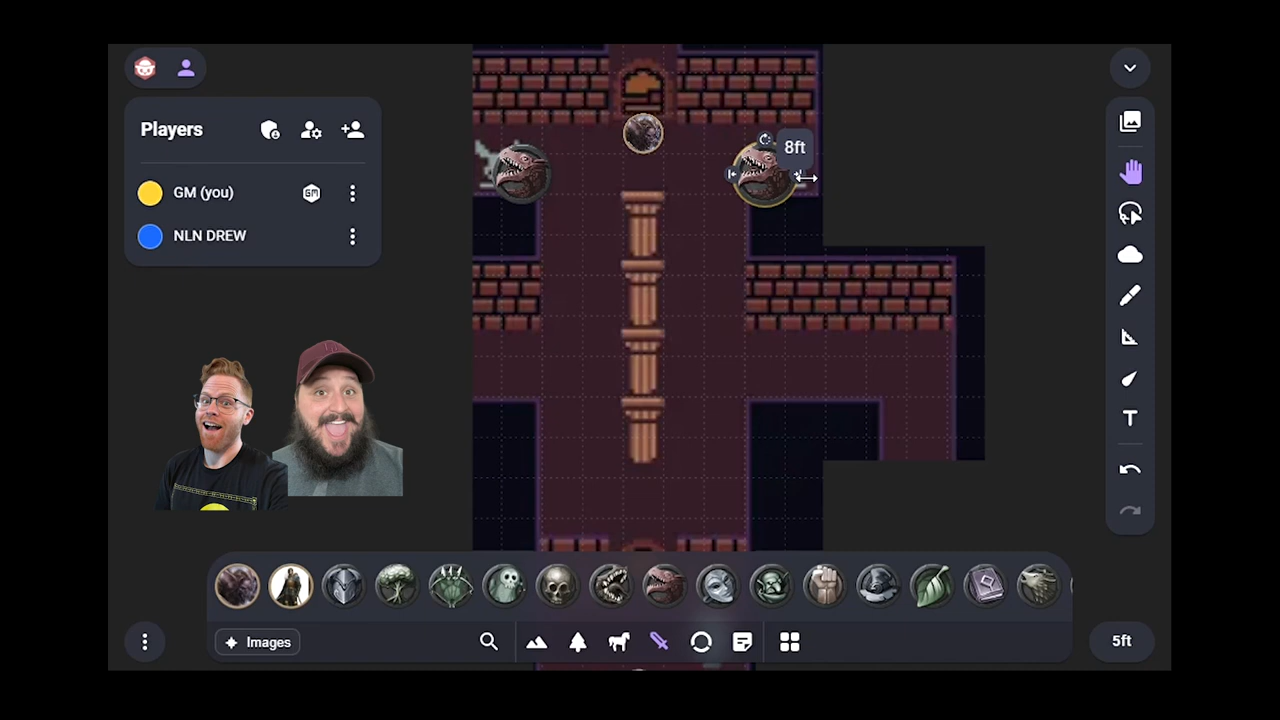 Players
8ft
GM (you)
GM
NLN DREW
T
Images
5ft